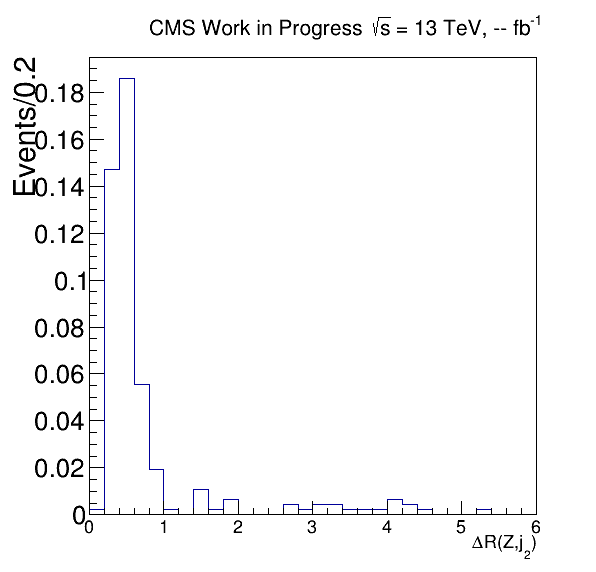 CMS Work in Progress √s = 13 TeV, -- fb⁻¹
Events/0.2
0.18
0.16
0.14
0.12
0.1
0.08
0.06
0.04
0.02
0
0 1 2 3 4 5 6
ΔR(Z,j₂)